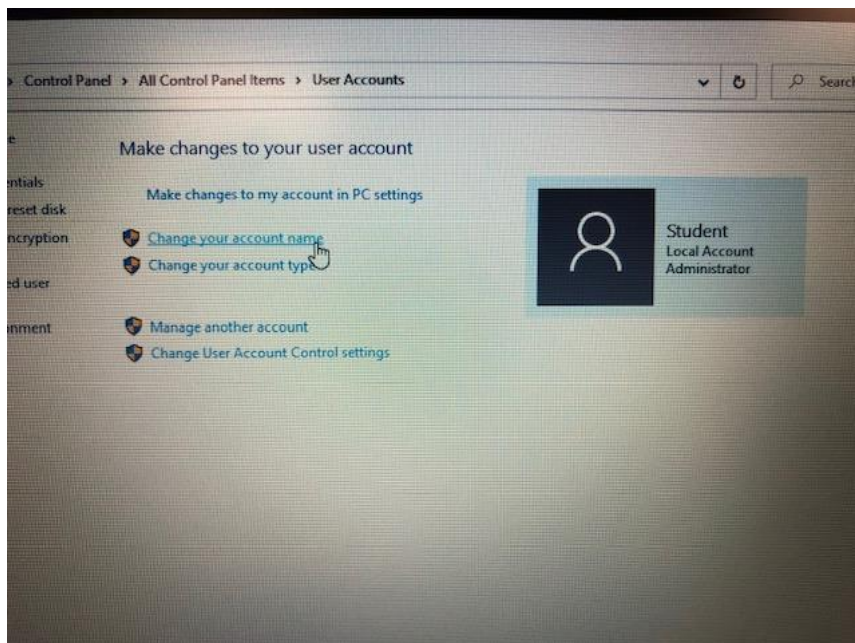 Control Panel > All Control Panel Items > User Accounts
Search
Make changes to your user account
Make changes to my account in PC settings
Change your account name
Change your account type
Manage another account
Change User Account Control settings
reset disk
Student
Local Account
Administrator